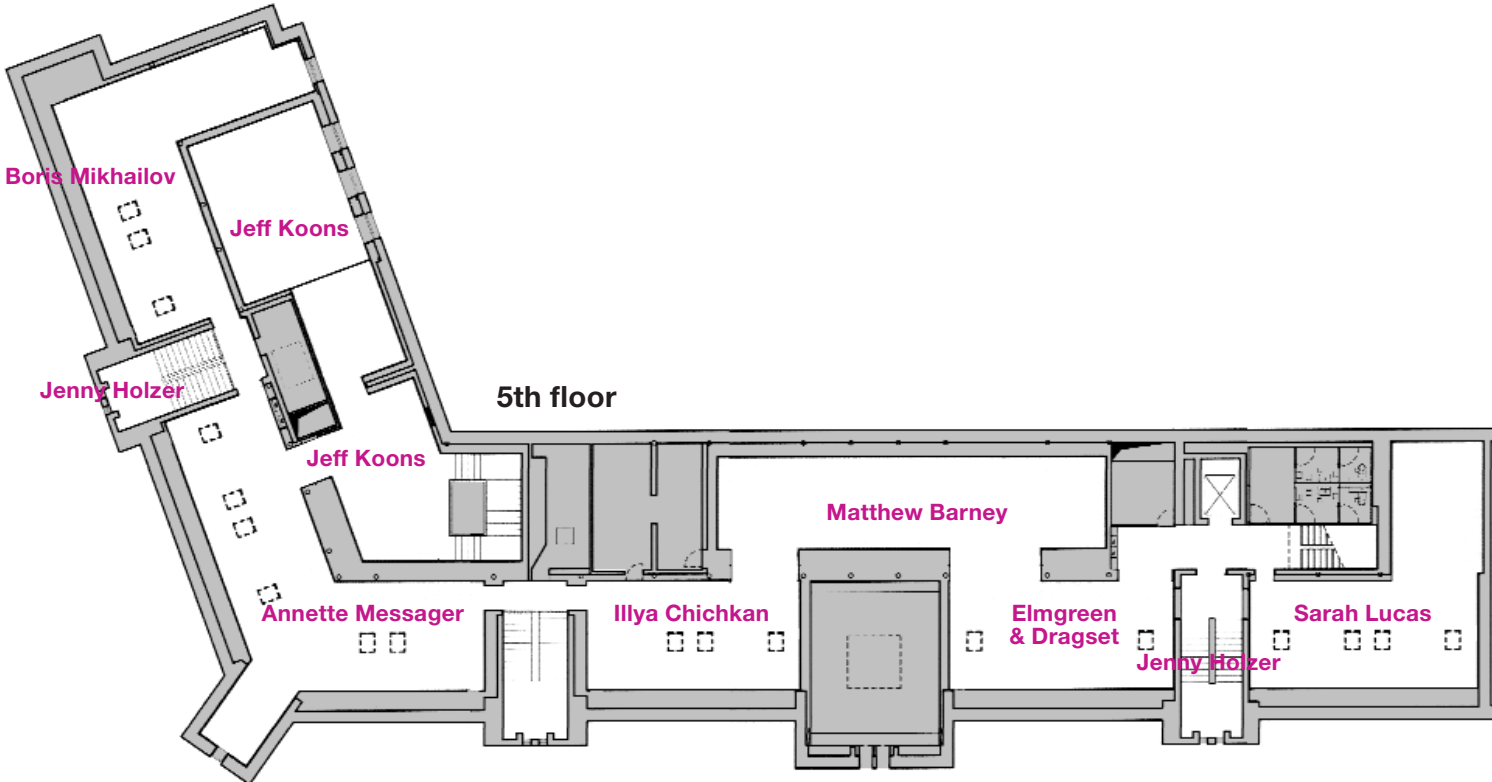 Boris Mikhailov
Jeff Koons
Jenny Holzer
5th floor
Jeff Koons
Matthew Barney
Annette Messager
Illya Chichkan
Elmgreen
& Dragset
Sarah Lucas
Jenny Holzer